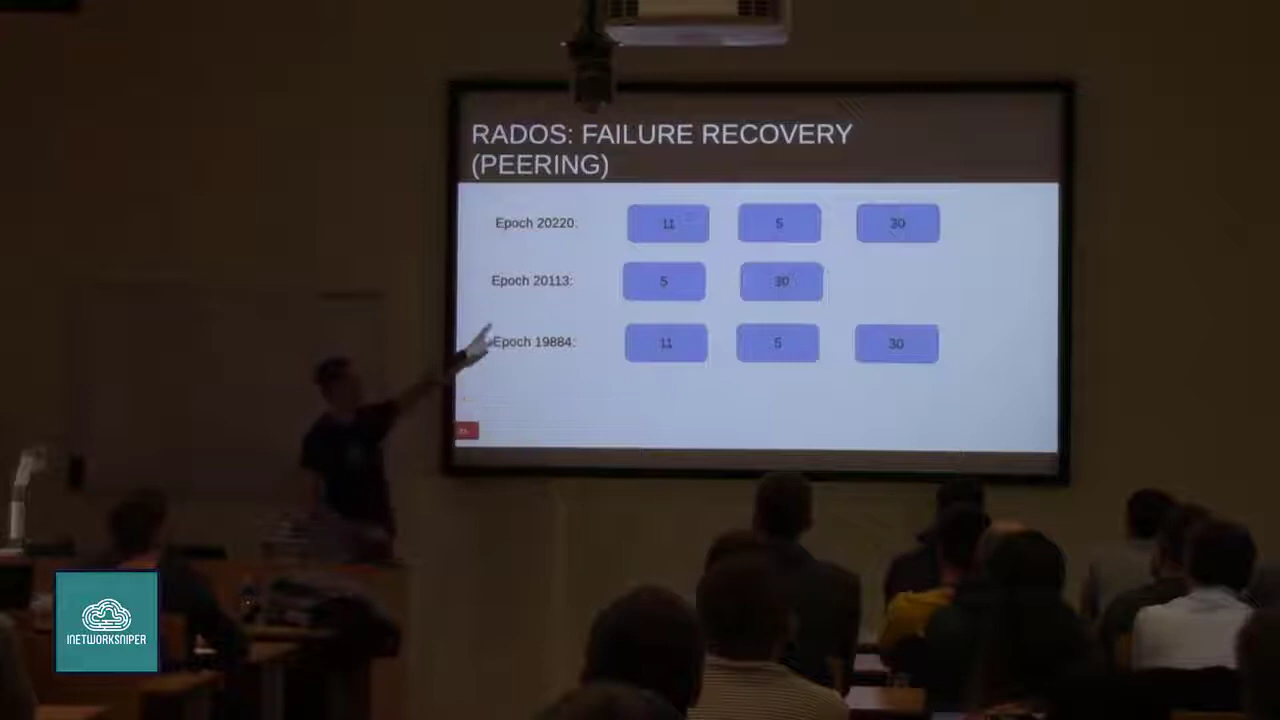 RADOS: FAILURE RECOVERY
(PEERING)
Epoch 20220: 11 5 30
Epoch 20113: 5 30
Epoch 19884: 11 5 30
INETWORKSNIPER